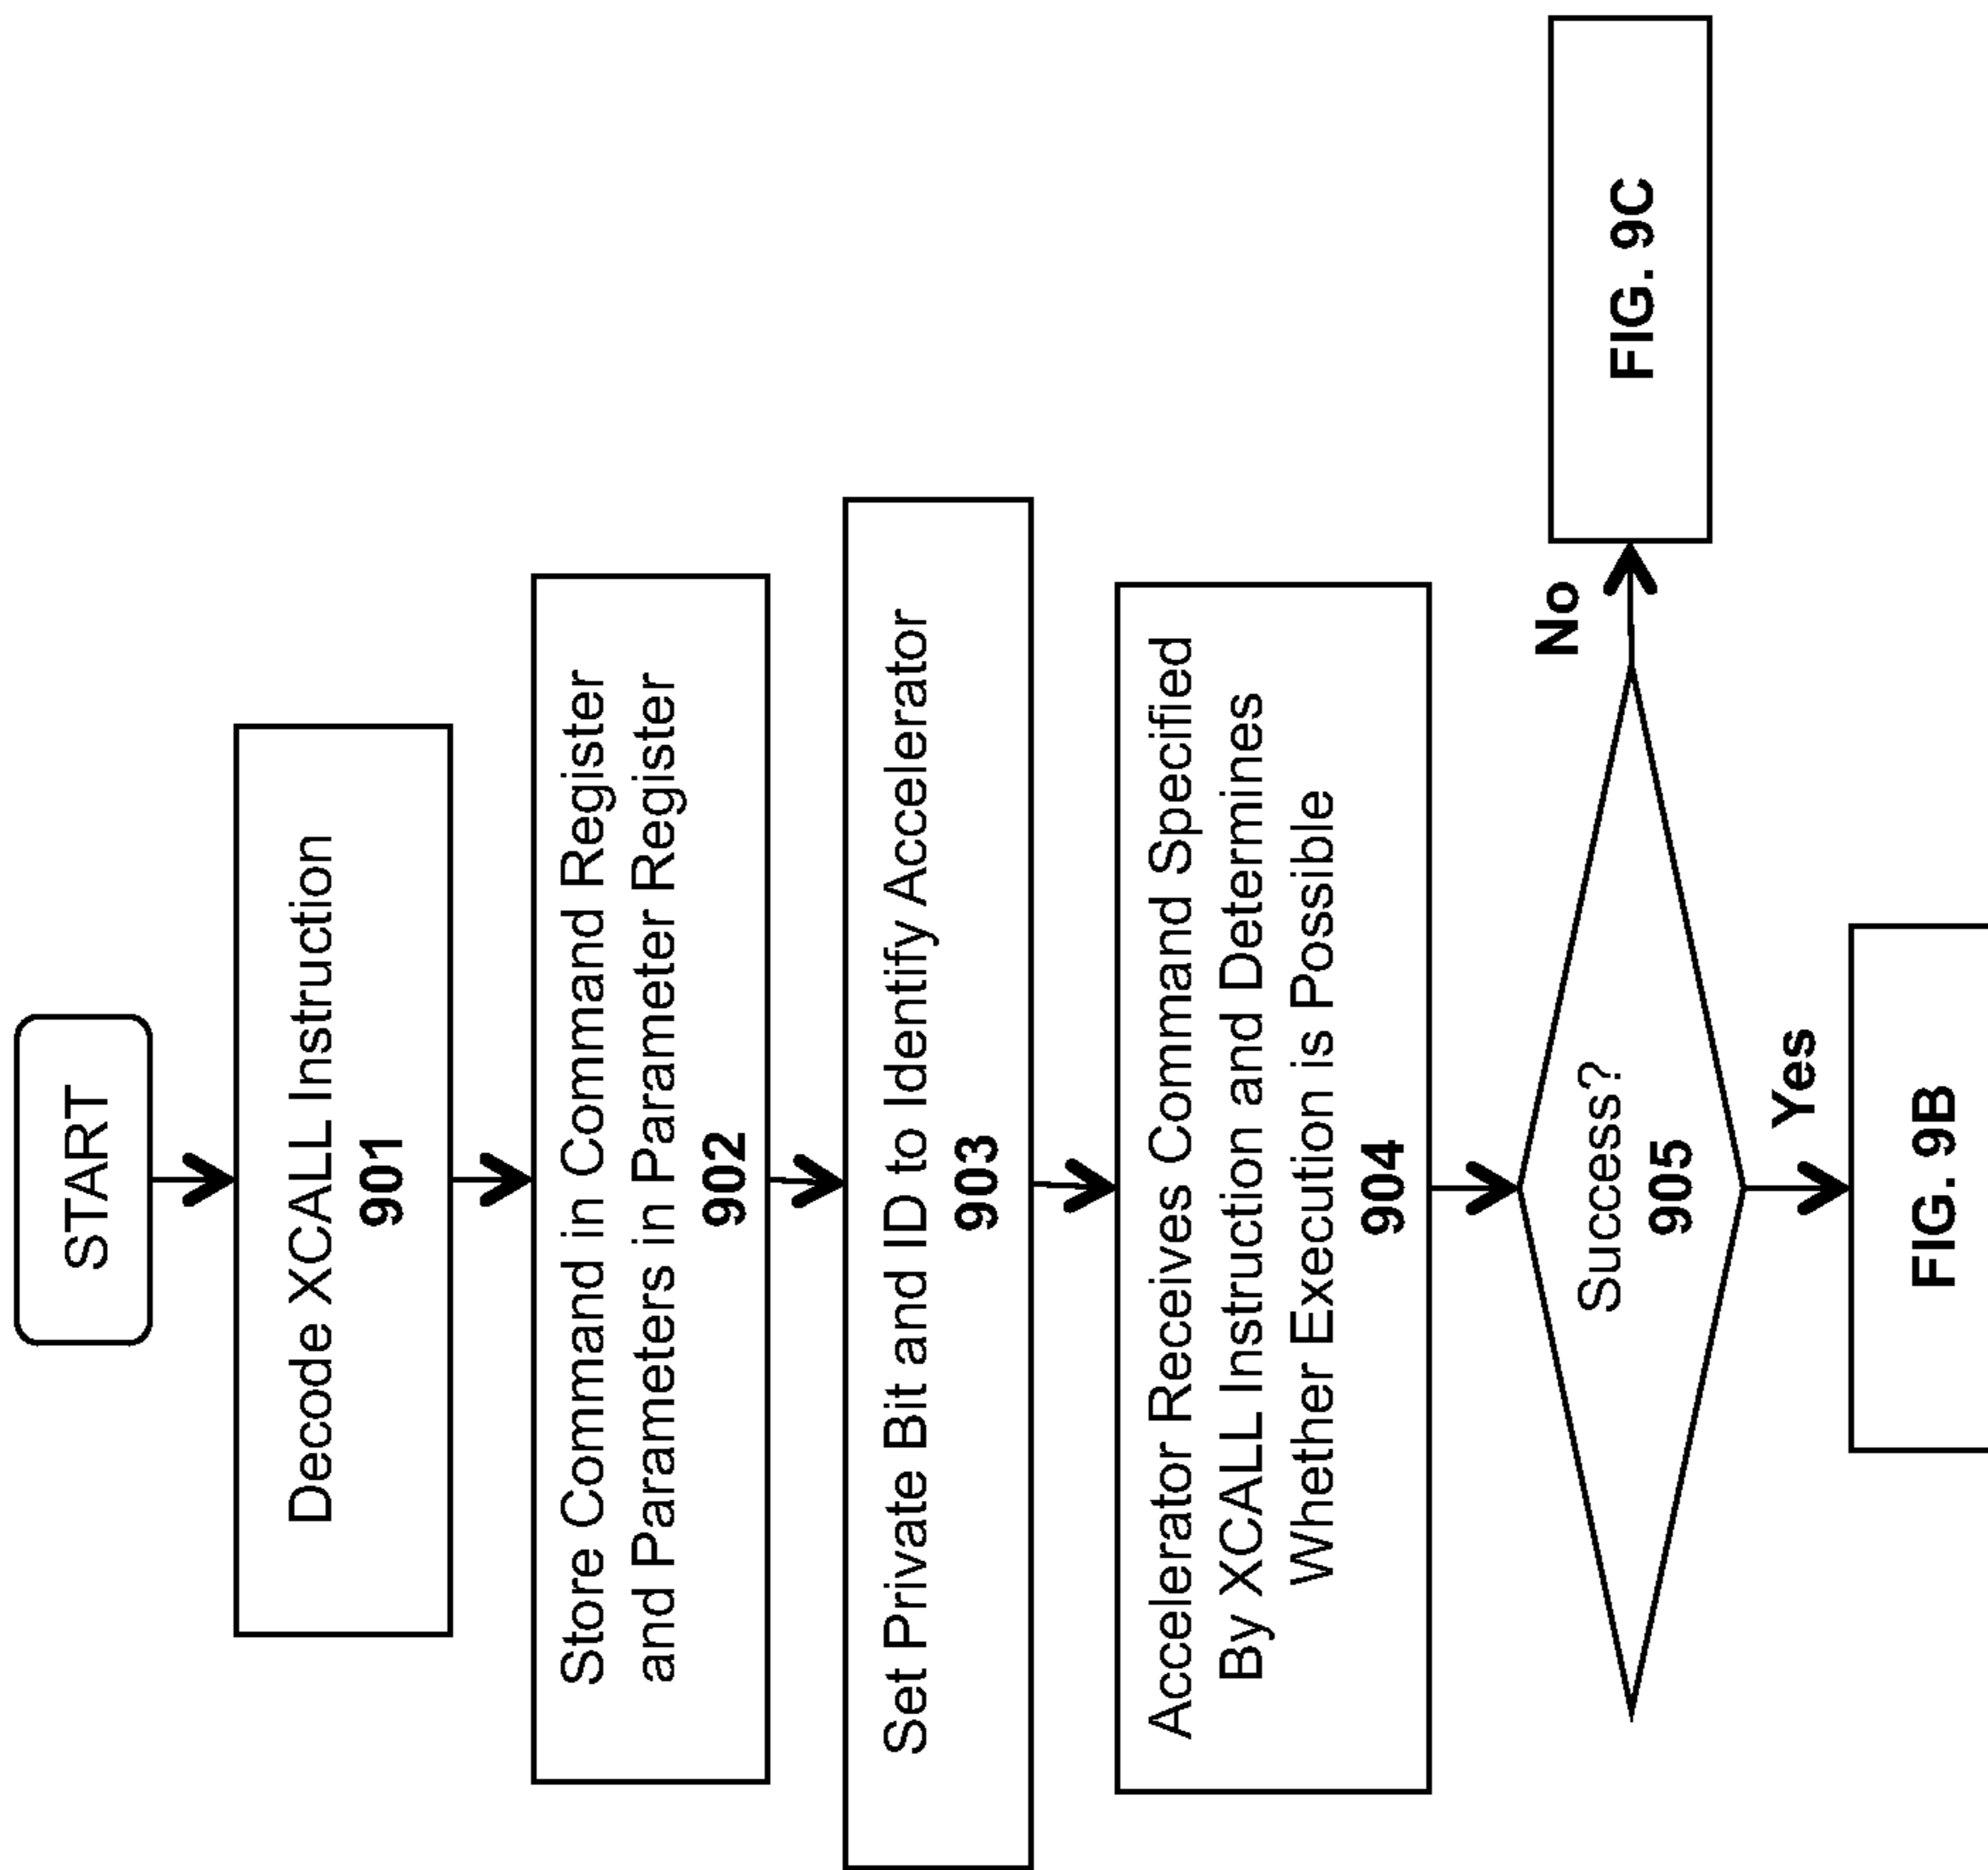 START
Decode XCALL Instruction
901
Store Command in Command Register
and Parameters in Parameter Register
902
Set Private Bit and ID to Identify Accelerator
903
Accelerator Receives Command Specified
By XCALL Instruction and Determines
Whether Execution is Possible
904
Success?
905
No
FIG. 9C
Yes
FIG. 9B